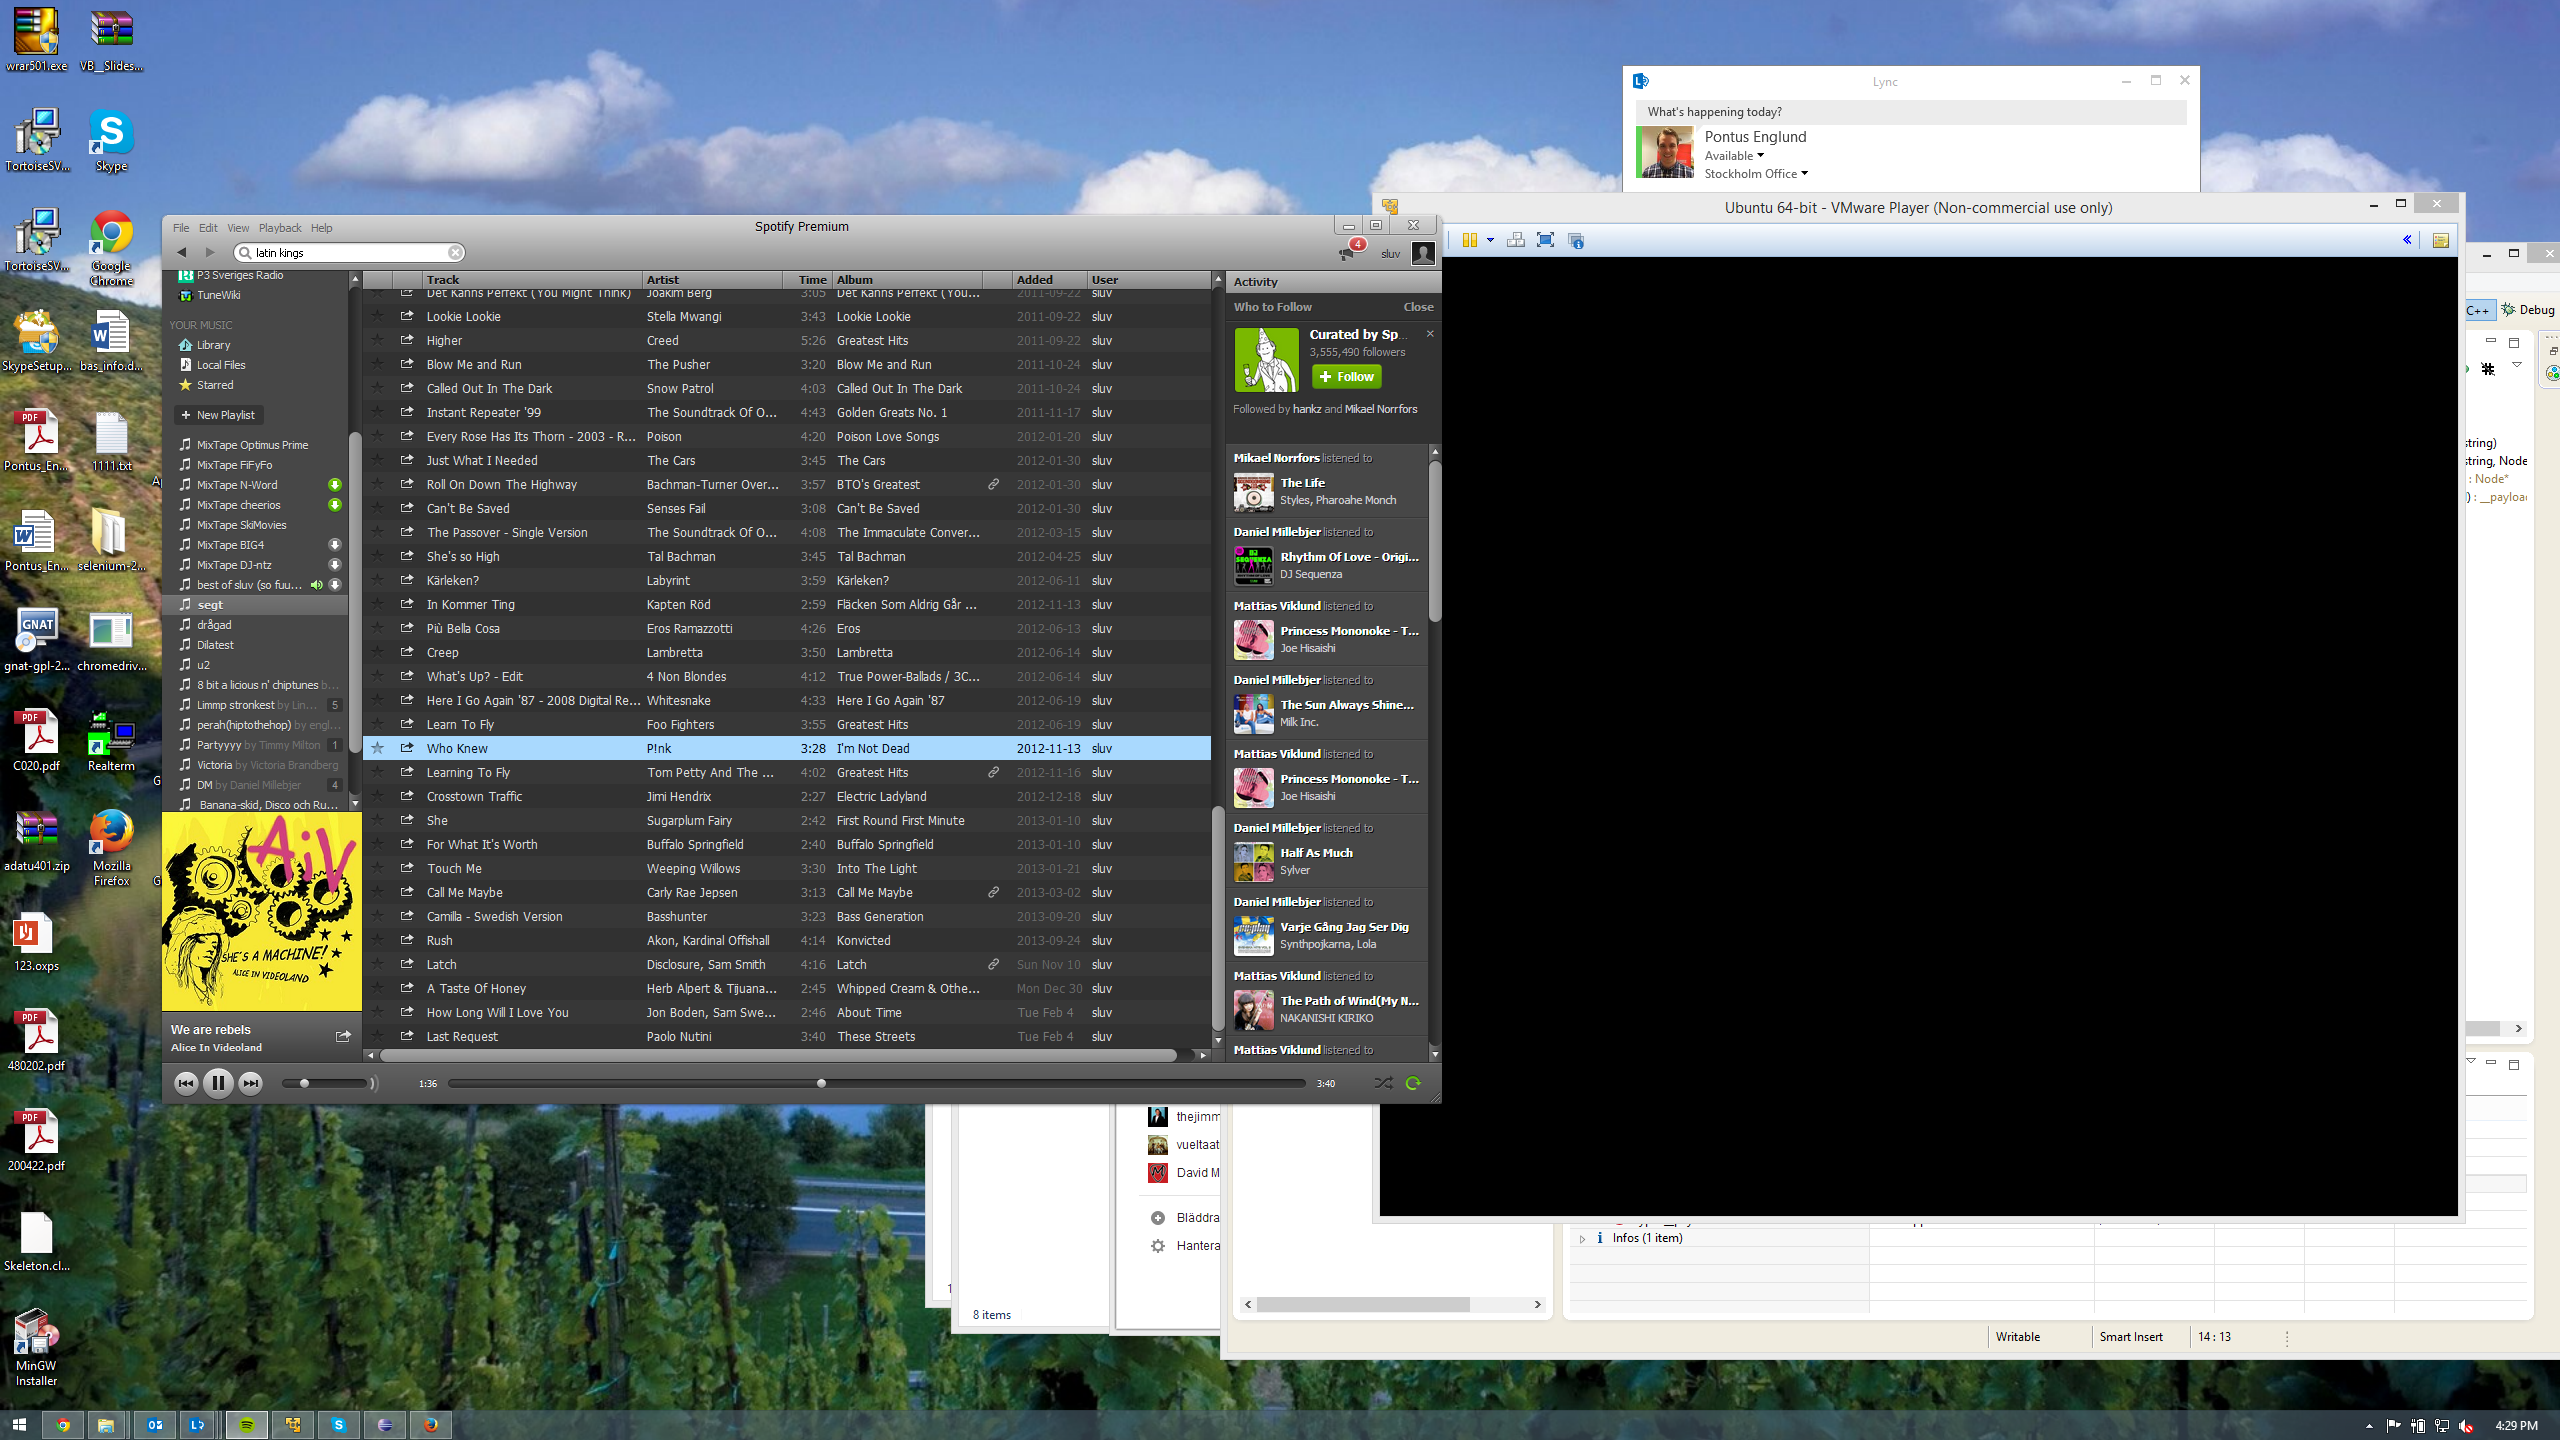 wrar501.exe
VB__Slides...
TortoiseSV...
Skype
TortoiseSV...
Google Chrome
SkypeSetup...
bas_info.d...
Pontus_En...
1111.txt
Pontus_En...
selenium-2...
GNAT
gnat-gpl-2...
chromedriv...
C020.pdf
Realterm
adatu401.zip
Mozilla Firefox
123.oxps
480202.pdf
200422.pdf
Skeleton.cl...
MinGW Installer
Lync
What's happening today?
Pontus Englund
Available
Stockholm Office
Ubuntu 64-bit - VMware Player (Non-commercial use only)
File Edit View Playback Help
Spotify Premium
latin kings
4
sluv
P3 Sveriges Radio
TuneWiki
YOUR MUSIC
Library
Local Files
Starred
New Playlist
MixTape Optimus Prime
MixTape FiFyFo
MixTape N-Word
MixTape cheerios
MixTape SkiMovies
MixTape BIG4
MixTape DJ-ntz
best of sluv (so fuu...
segt
drågad
Dilatest
u2
8 bit a licious n' chiptunes b...
Limmp stronkest by Lin... 5
perah(hiptothehop) by engl...
Partyyyy by Timmy Milton 1
Victoria by Victoria Brandberg
DM by Daniel Millebjer 4
Banana-skid, Disco och Ru...
AiV
SHE'S A MACHINE!
ALICE IN VIDEOLAND
We are rebels
Alice In Videoland
Track Artist Time Album Added User
Det Känns Perfekt (You Might Think) Joakim Berg 3:05 Det Känns Perfekt (You... 2011-09-22 sluv
Lookie Lookie Stella Mwangi 3:43 Lookie Lookie 2011-09-22 sluv
Higher Creed 5:26 Greatest Hits 2011-09-22 sluv
Blow Me and Run The Pusher 3:20 Blow Me and Run 2011-10-24 sluv
Called Out In The Dark Snow Patrol 4:03 Called Out In The Dark 2011-10-24 sluv
Instant Repeater '99 The Soundtrack Of O... 4:43 Golden Greats No. 1 2011-11-17 sluv
Every Rose Has Its Thorn - 2003 - R... Poison 4:20 Poison Love Songs 2012-01-20 sluv
Just What I Needed The Cars 3:45 The Cars 2012-01-30 sluv
Roll On Down The Highway Bachman-Turner Over... 3:57 BTO's Greatest 2012-01-30 sluv
Can't Be Saved Senses Fail 3:08 Can't Be Saved 2012-01-30 sluv
The Passover - Single Version The Soundtrack Of O... 4:08 The Immaculate Conver... 2012-03-15 sluv
She's so High Tal Bachman 3:45 Tal Bachman 2012-04-25 sluv
Kärleken? Labyrint 3:59 Kärleken? 2012-06-11 sluv
In Kommer Ting Kapten Röd 2:59 Fläcken Som Aldrig Går ... 2012-11-13 sluv
Più Bella Cosa Eros Ramazzotti 4:26 Eros 2012-06-13 sluv
Creep Lambretta 3:50 Lambretta 2012-06-14 sluv
What's Up? - Edit 4 Non Blondes 4:12 True Power-Ballads / 3C... 2012-06-14 sluv
Here I Go Again '87 - 2008 Digital Re... Whitesnake 4:33 Here I Go Again '87 2012-06-19 sluv
Learn To Fly Foo Fighters 3:55 Greatest Hits 2012-06-19 sluv
Who Knew P!nk 3:28 I'm Not Dead 2012-11-13 sluv
Learning To Fly Tom Petty And The ... 4:02 Greatest Hits 2012-11-16 sluv
Crosstown Traffic Jimi Hendrix 2:27 Electric Ladyland 2012-12-18 sluv
She Sugarplum Fairy 2:42 First Round First Minute 2013-01-10 sluv
For What It's Worth Buffalo Springfield 2:40 Buffalo Springfield 2013-01-10 sluv
Touch Me Weeping Willows 3:30 Into The Light 2013-01-21 sluv
Call Me Maybe Carly Rae Jepsen 3:13 Call Me Maybe 2013-03-02 sluv
Camilla - Swedish Version Basshunter 3:23 Bass Generation 2013-09-20 sluv
Rush Akon, Kardinal Offishall 4:14 Konvicted 2013-09-24 sluv
Latch Disclosure, Sam Smith 4:16 Latch Sun Nov 10 sluv
A Taste Of Honey Herb Alpert & Tijuana... 2:45 Whipped Cream & Othe... Mon Dec 30 sluv
How Long Will I Love You Jon Boden, Sam Swe... 2:46 About Time Tue Feb 4 sluv
Last Request Paolo Nutini 3:40 These Streets Tue Feb 4 sluv
1:36
3:40
Activity
Who to Follow Close
Curated by Sp...
3,555,490 followers
Follow
Followed by hankz and Mikael Norrfors
Mikael Norrfors listened to
The Life
Styles, Pharoahe Monch
Daniel Millebjer listened to
Rhythm Of Love - Origi...
DJ Sequenza
Mattias Viklund listened to
Princess Mononoke - T...
Joe Hisaishi
Daniel Millebjer listened to
The Sun Always Shine...
Milk Inc.
Mattias Viklund listened to
Princess Mononoke - T...
Joe Hisaishi
Daniel Millebjer listened to
Half As Much
Sylver
Daniel Millebjer listened to
Varje Gång Jag Ser Dig
Synthpojkarna, Lola
Mattias Viklund listened to
The Path of Wind(My N...
NAKANISHI KIRIKO
Mattias Viklund listened to
C++
Debug
string)
string, Node
: Node*
) : __payload
thejimm
vueltaat
David M
Bläddra
Hantera
8 items
Infos (1 item)
Writable
Smart Insert
14 : 13
4:29 PM